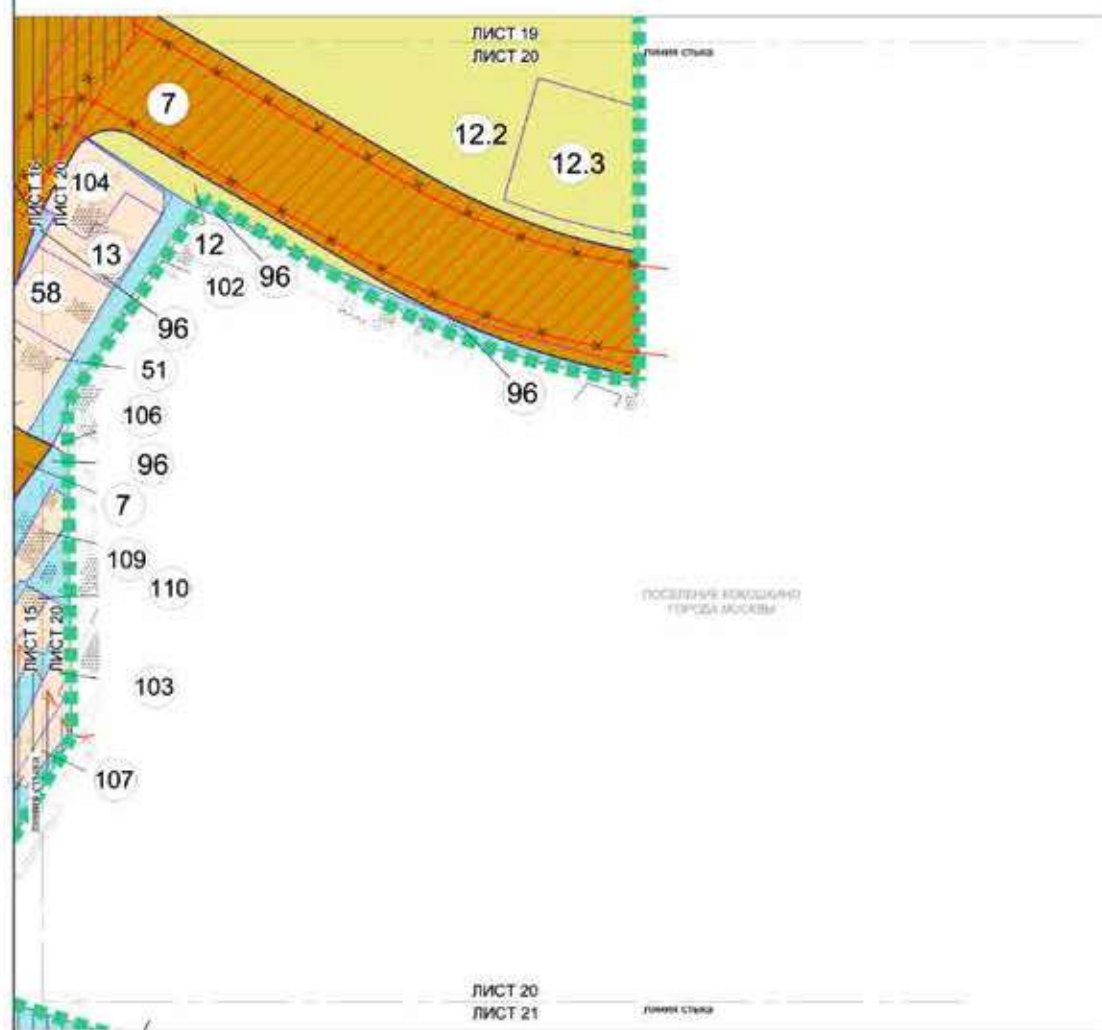 ЛИСТ 19
ЛИСТ 20
линия стыка
7
12.2
12.3
104
ЛИСТ 16
ЛИСТ 20
13
12
58
102
96
96
51
96
106
96
7
109
110
ПОСЕЛЕНИЕ КОКОШКИНО
ГОРОДА МОСКВЫ
ЛИСТ 15
ЛИСТ 20
103
107
линия стыка
ЛИСТ 20
ЛИСТ 21
линия стыка